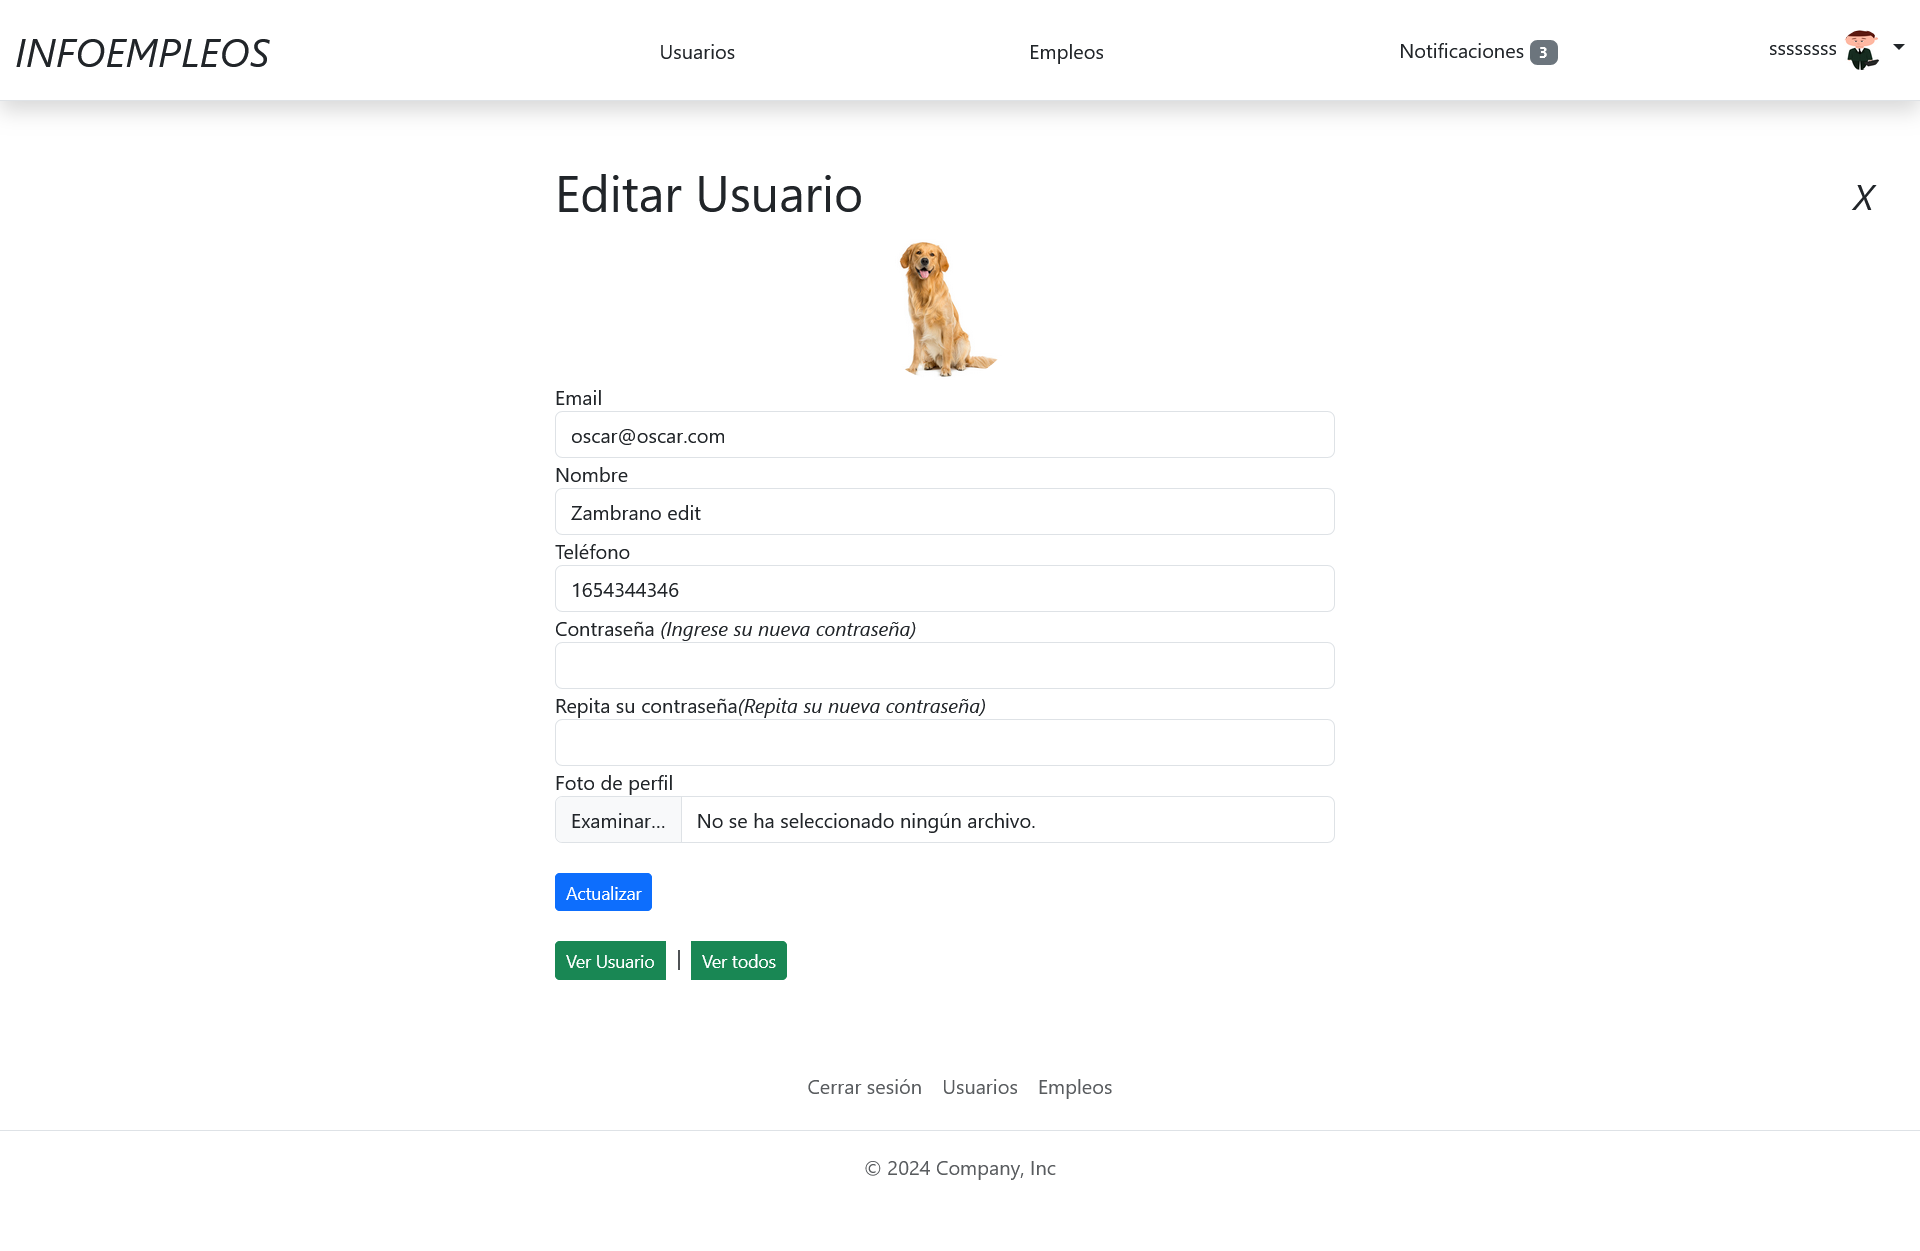 INFOEMPLEOS
Usuarios
Empleos
Notificaciones 3
ssssssss
Editar Usuario
X
Email
oscar@oscar.com
Nombre
Zambrano edit
Teléfono
1654344346
Contraseña (Ingrese su nueva contraseña)
Repita su contraseña(Repita su nueva contraseña)
Foto de perfil
Examinar... No se ha seleccionado ningún archivo.
Actualizar
Ver Usuario | Ver todos
Cerrar sesión Usuarios Empleos
© 2024 Company, Inc